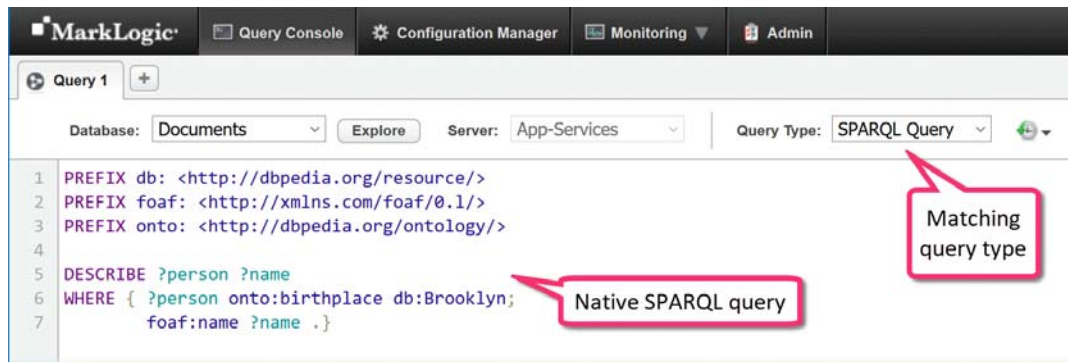 MarkLogic Query Console Configuration Manager Monitoring Admin
Query 1 +
Database: Documents Explore Server: App-Services Query Type: SPARQL Query
1 PREFIX db: <http://dbpedia.org/resource/>
2 PREFIX foaf: <http://xmlns.com/foaf/0.1/>
3 PREFIX onto: <http://dbpedia.org/ontology/>
4
5 DESCRIBE ?person ?name
6 WHERE { ?person onto:birthplace db:Brooklyn;
7 foaf:name ?name .}
Matching
query type
Native SPARQL query